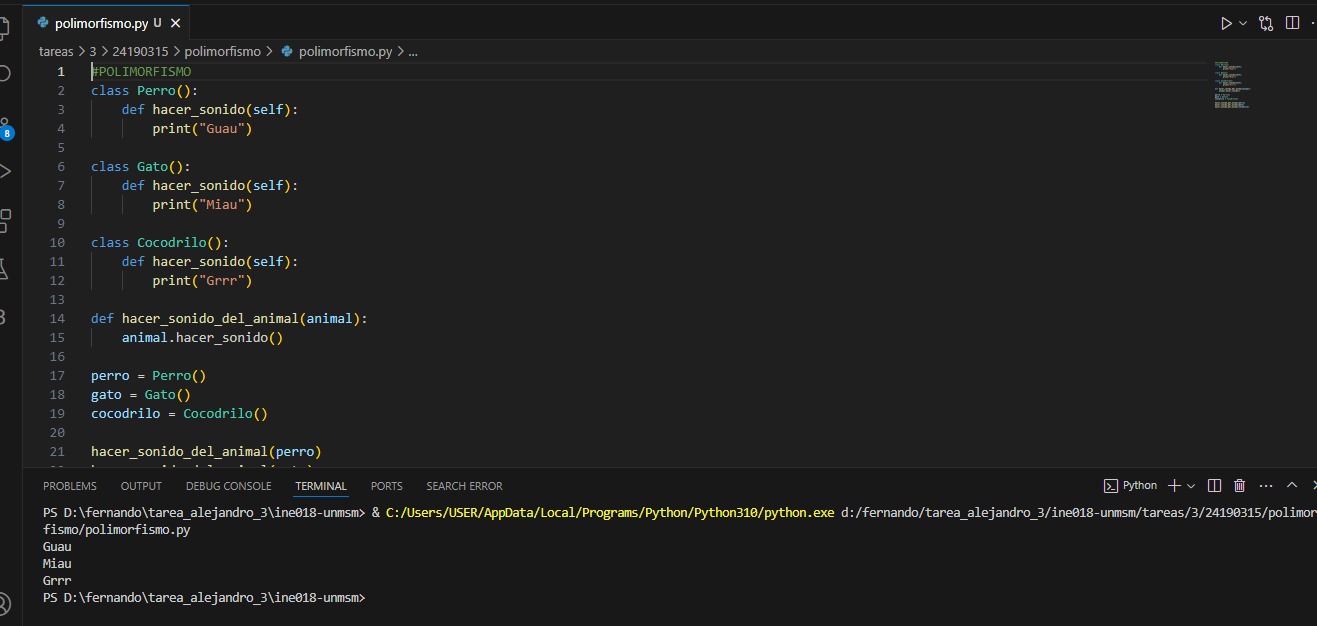 polimorfismo.py U
tareas > 3 > 24190315 > polimorfismo > polimorfismo.py > ...
1 #POLIMORFISMO
2 class Perro():
3 def hacer_sonido(self):
4 print("Guau")
5
6 class Gato():
7 def hacer_sonido(self):
8 print("Miau")
9
10 class Cocodrilo():
11 def hacer_sonido(self):
12 print("Grrr")
13
14 def hacer_sonido_del_animal(animal):
15 animal.hacer_sonido()
16
17 perro = Perro()
18 gato = Gato()
19 cocodrilo = Cocodrilo()
20
21 hacer_sonido_del_animal(perro)
8
PROBLEMS OUTPUT DEBUG CONSOLE TERMINAL PORTS SEARCH ERROR Python
PS D:\fernando\tarea_alejandro_3\ine018-unmsm> & C:/Users/USER/AppData/Local/Programs/Python/Python310/python.exe d:/fernando/tarea_alejandro_3/ine018-unmsm/tareas/3/24190315/polimor
fismo/polimorfismo.py
Guau
Miau
Grrr
PS D:\fernando\tarea_alejandro_3\ine018-unmsm>